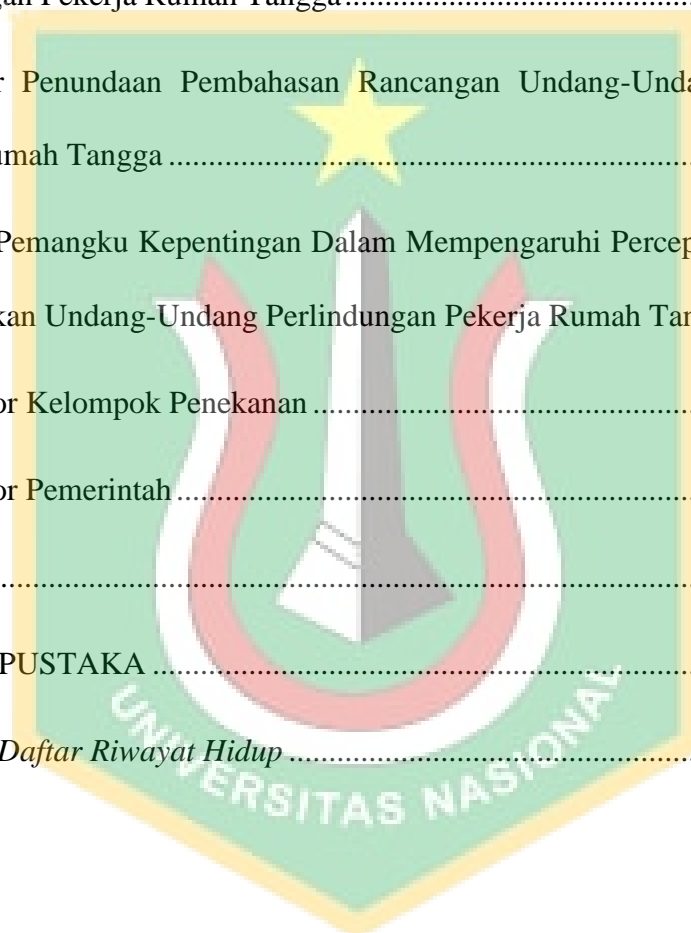 gan Pekerja Rumah Tangga
r Penundaan Pembahasan Rancangan Undang-Unda
umah Tangga
Pemangku Kepentingan Dalam Mempengaruhi Percep
kan Undang-Undang Perlindungan Pekerja Rumah Tan
or Kelompok Penekanan
or Pemerintah
PUSTAKA
Daftar Riwayat Hidup
UNIVERSITAS NASIONAL